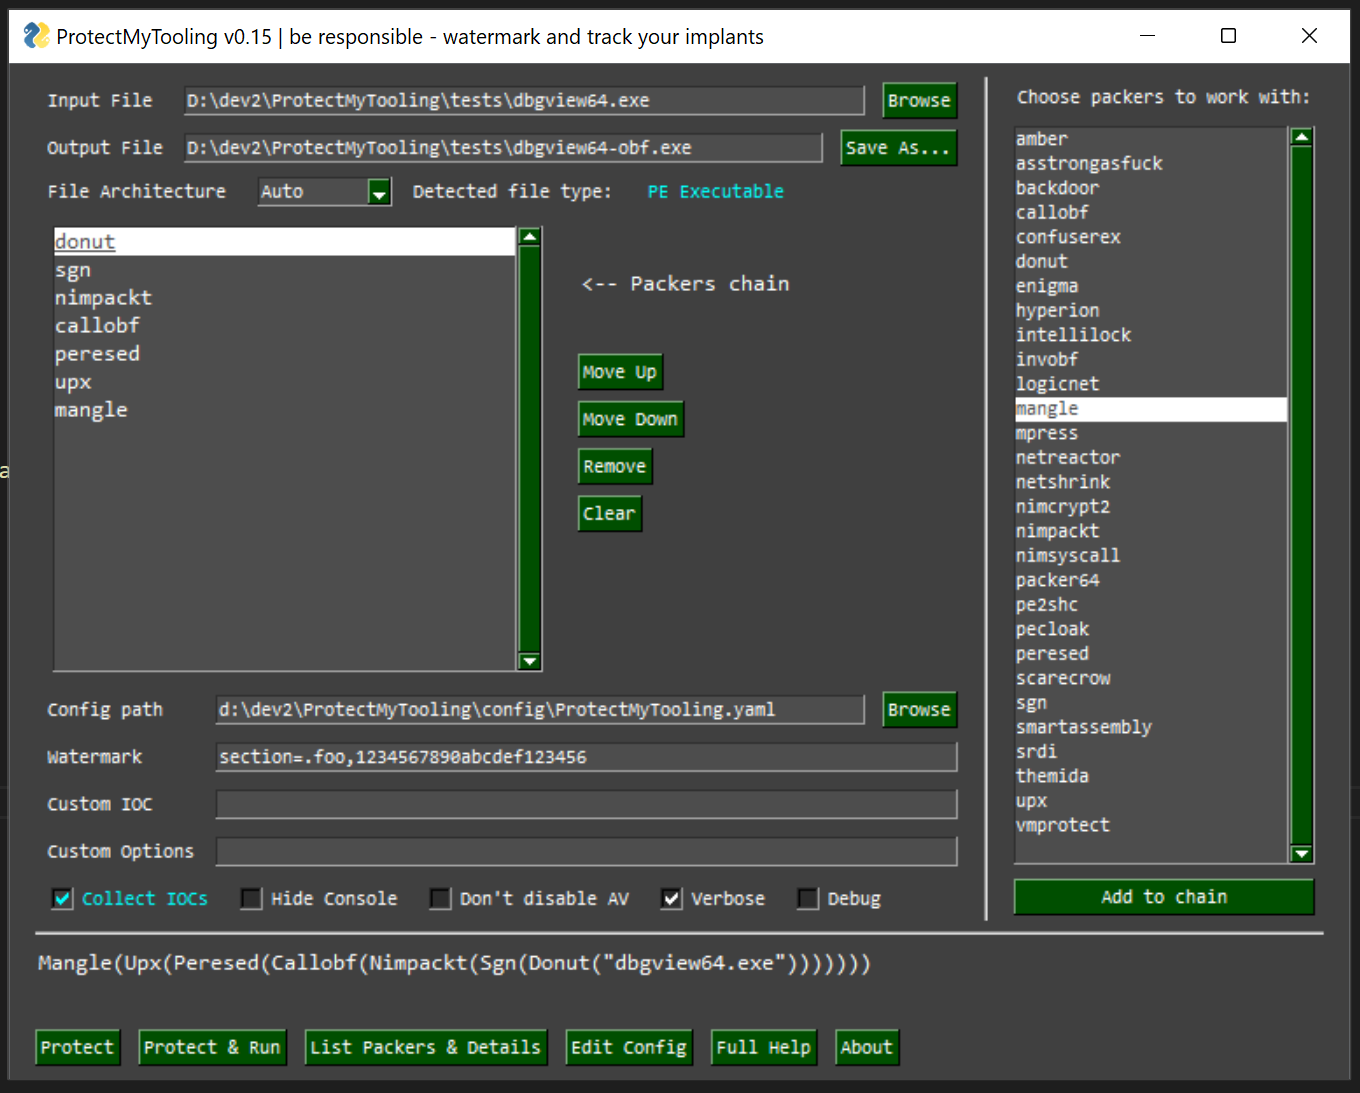 ProtectMyTooling v0.15 | be responsible - watermark and track your implants
Input File D:\dev2\ProtectMyTooling\tests\dbgview64.exe Browse
Output File D:\dev2\ProtectMyTooling\tests\dbgview64-obf.exe Save As...
File Architecture Auto Detected file type: PE Executable
donut
sgn
nimpackt
callobf
peresed
upx
mangle
<-- Packers chain
Move Up
Move Down
Remove
Clear
Config path d:\dev2\ProtectMyTooling\config\ProtectMyTooling.yaml Browse
Watermark section=.foo,1234567890abcdef123456
Custom IOC
Custom Options
Collect IOCs Hide Console Don't disable AV Verbose Debug
Choose packers to work with:
amber
asstrongasfuck
backdoor
callobf
confuserex
donut
enigma
hyperion
intellilock
invobf
logicnet
mangle
mpress
netreactor
netshrink
nimcrypt2
nimpackt
nimsyscall
packer64
pe2shc
pecloak
peresed
scarecrow
sgn
smartassembly
srdi
themida
upx
vmprotect
Add to chain
Mangle(Upx(Peresed(Callobf(Nimpackt(Sgn(Donut("dbgview64.exe")))))))
Protect Protect & Run List Packers & Details Edit Config Full Help About
a